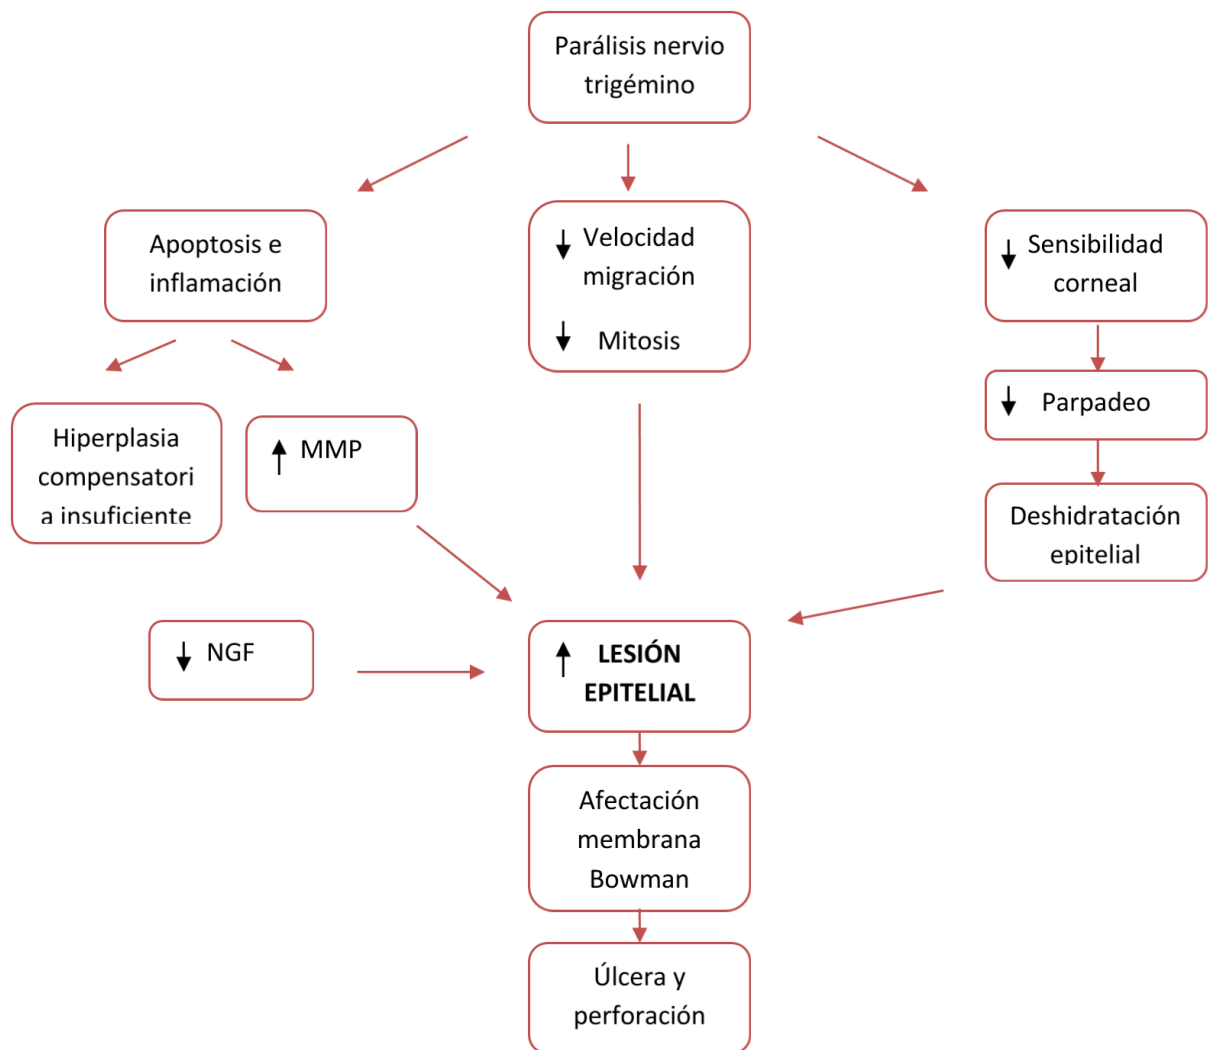 Parálisis nervio
trigémino
Apoptosis e
inflamación
↓ Velocidad
migración
↓ Mitosis
↓ Sensibilidad
corneal
Hiperplasia
compensatori
a insuficiente
↑ MMP
↓ Parpadeo
Deshidratación
epitelial
↓ NGF
↑ LESIÓN
EPITELIAL
Afectación
membrana
Bowman
Úlcera y
perforación